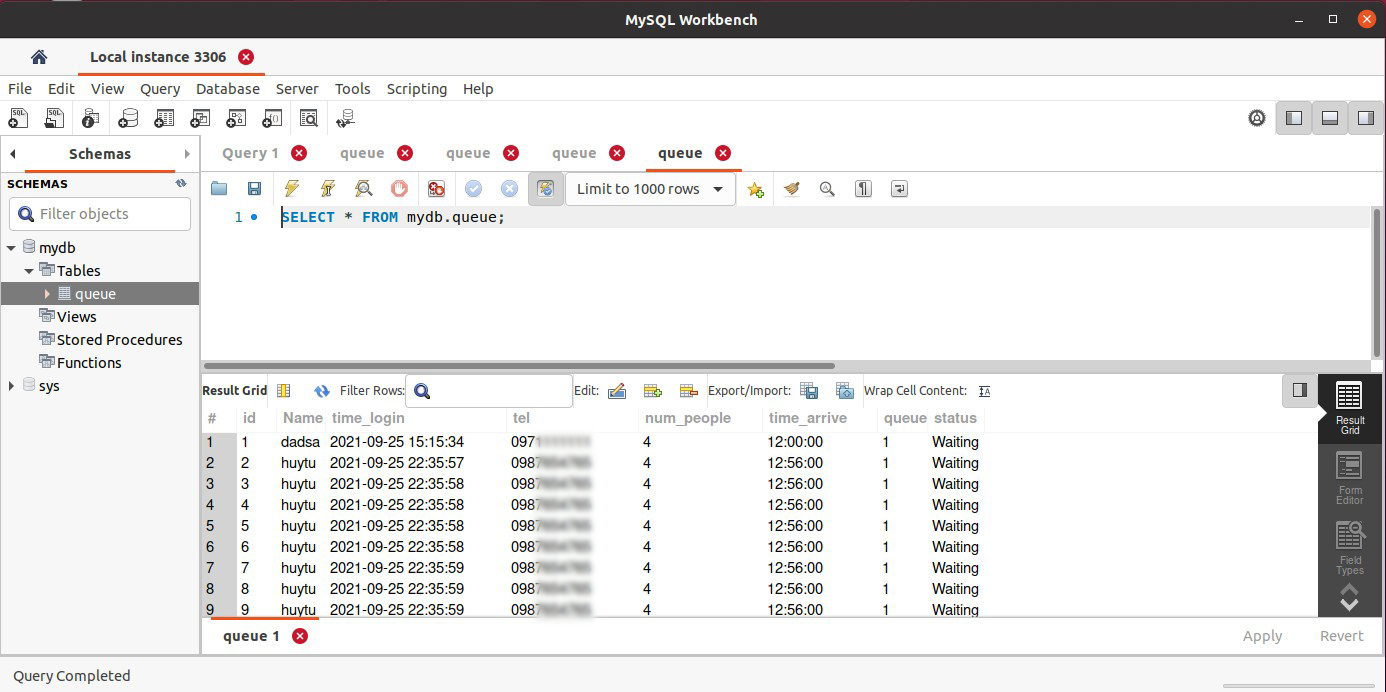 MySQL Workbench
Local instance 3306
File Edit View Query Database Server Tools Scripting Help
Schemas
Query 1 queue queue queue queue
SCHEMAS
Filter objects
Limit to 1000 rows
1 SELECT * FROM mydb.queue;
mydb
Tables
queue
Views
Stored Procedures
Functions
sys
Result Grid Filter Rows: Edit: Export/Import: Wrap Cell Content:
# id Name time_login tel num_people time_arrive queue status
1 1 dadsa 2021-09-25 15:15:34 097 4 12:00:00 1 Waiting
2 2 huytu 2021-09-25 22:35:57 098 4 12:56:00 1 Waiting
3 3 huytu 2021-09-25 22:35:58 098 4 12:56:00 1 Waiting
4 4 huytu 2021-09-25 22:35:58 098 4 12:56:00 1 Waiting
5 5 huytu 2021-09-25 22:35:58 098 4 12:56:00 1 Waiting
6 6 huytu 2021-09-25 22:35:58 098 4 12:56:00 1 Waiting
7 7 huytu 2021-09-25 22:35:59 098 4 12:56:00 1 Waiting
8 8 huytu 2021-09-25 22:35:59 098 4 12:56:00 1 Waiting
9 9 huytu 2021-09-25 22:35:59 098 4 12:56:00 1 Waiting
Result
Grid
Form
Editor
Field
Types
queue 1 Apply Revert
Query Completed